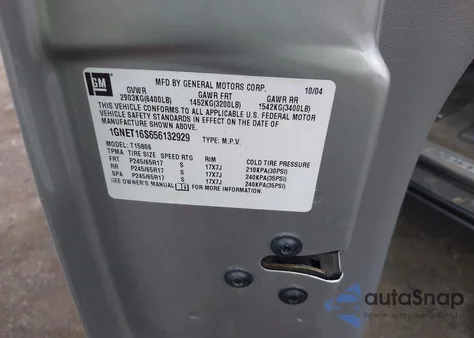 GM
MFD BY GENERAL MOTORS CORP. 10/04
GVWR GAWR FRT GAWR RR
2903KG(6400LB) 1452KG(3200LB) 1542KG(3400LB)
THIS VEHICLE CONFORMS TO ALL APPLICABLE U.S. FEDERAL MOTOR
VEHICLE SAFETY STANDARDS IN EFFECT ON THE DATE OF
MANUFACTURE SHOWN ABOVE.
1GNET16S656132929 TYPE: M.P.V.
MODEL: T15806
TPMA TIRE SIZE SPEED RTG RIM COLD TIRE PRESSURE
FRT P245/65R17 S 17X7J 210KPA(30PSI)
RR P245/65R17 S 17X7J 240KPA(35PSI)
SPA P245/65R17 S 17X7J 240KPA(35PSI)
SEE OWNER'S MANUAL FOR MORE INFORMATION.
autoSnap